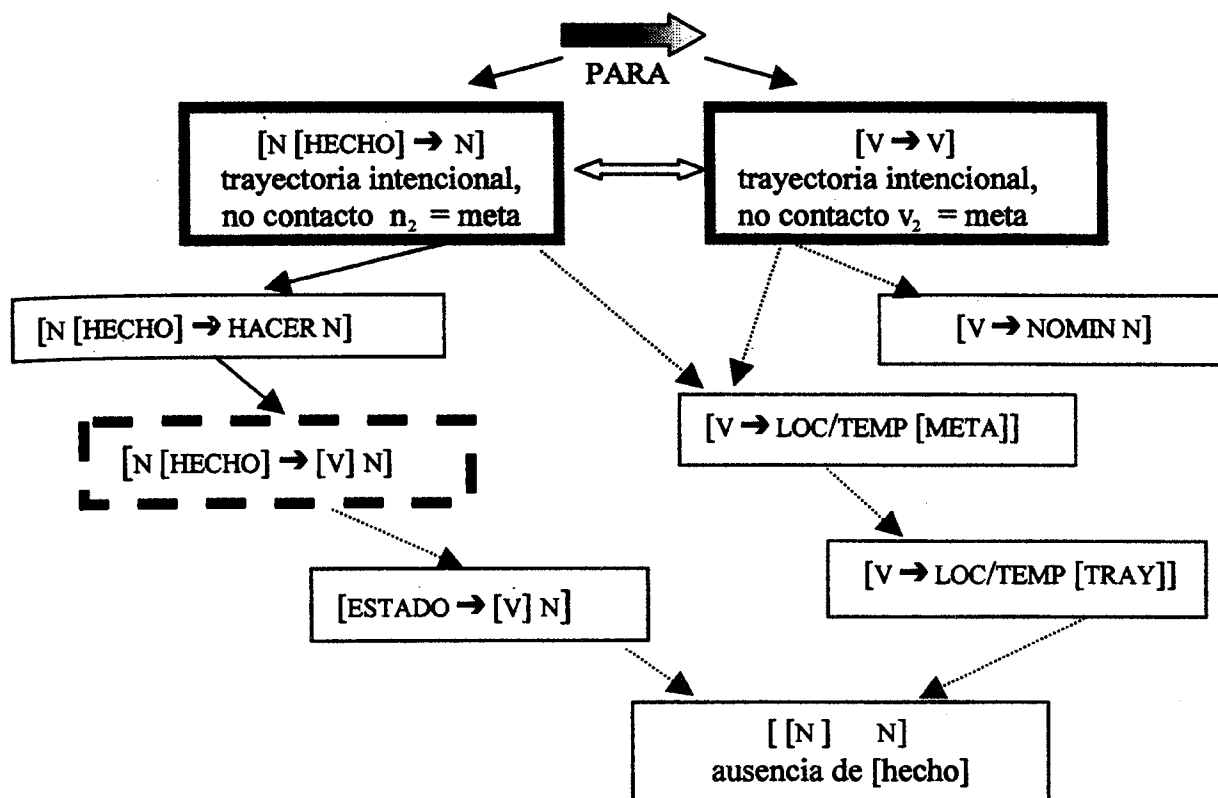 PARA
[N [HECHO] ➔ N]
trayectoria intencional,
no contacto n₂ = meta
[V ➔ V]
trayectoria intencional,
no contacto v₂ = meta
[N [HECHO] ➔ HACER N]
[V ➔ NOMIN N]
[N [HECHO] ➔ [V] N]
[V ➔ LOC/TEMP [META]]
[ESTADO ➔ [V] N]
[V ➔ LOC/TEMP [TRAY]]
[ [N ] N]
ausencia de [hecho]